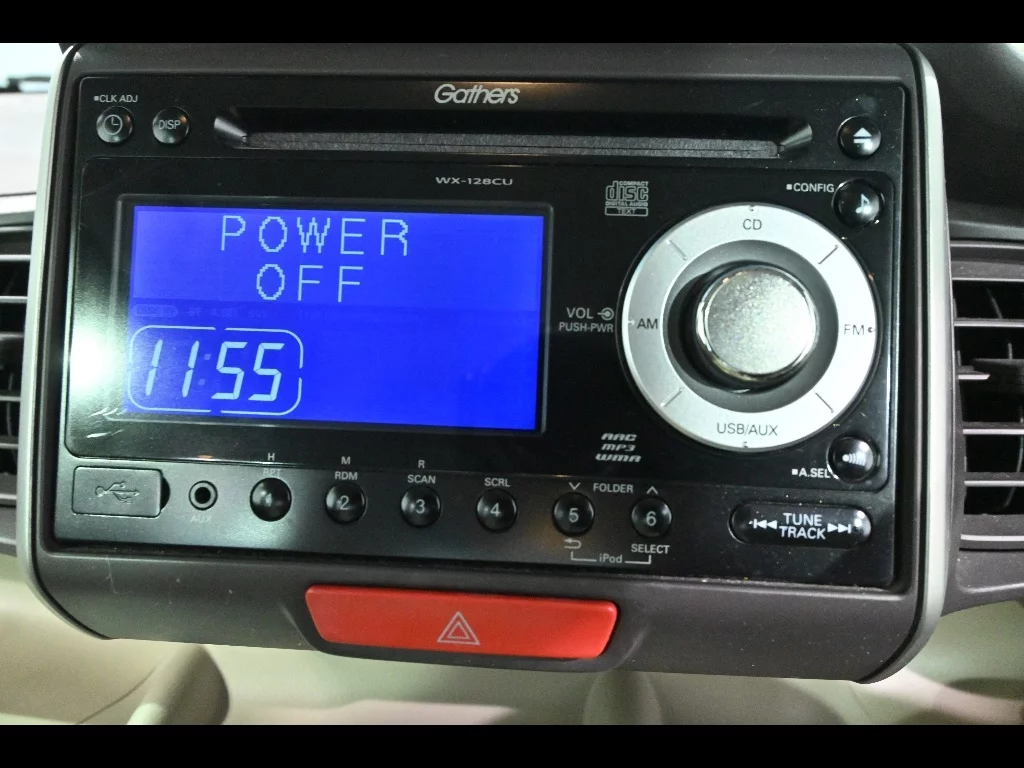 Gathers
CLK ADJ
DISP
WX-128CU
COMPACT
disc
DIGITAL AUDIO
TEXT
CONFIG
POWER
OFF
11:55
CD
VOL
PUSH-PWR
AM
FM
USB/AUX
AAC
MP3
WMA
A.SEL
AUX
H
RPT
M
RDM
2
R
SCAN
3
SCRL
4
FOLDER
5
6
iPod
SELECT
TUNE
TRACK